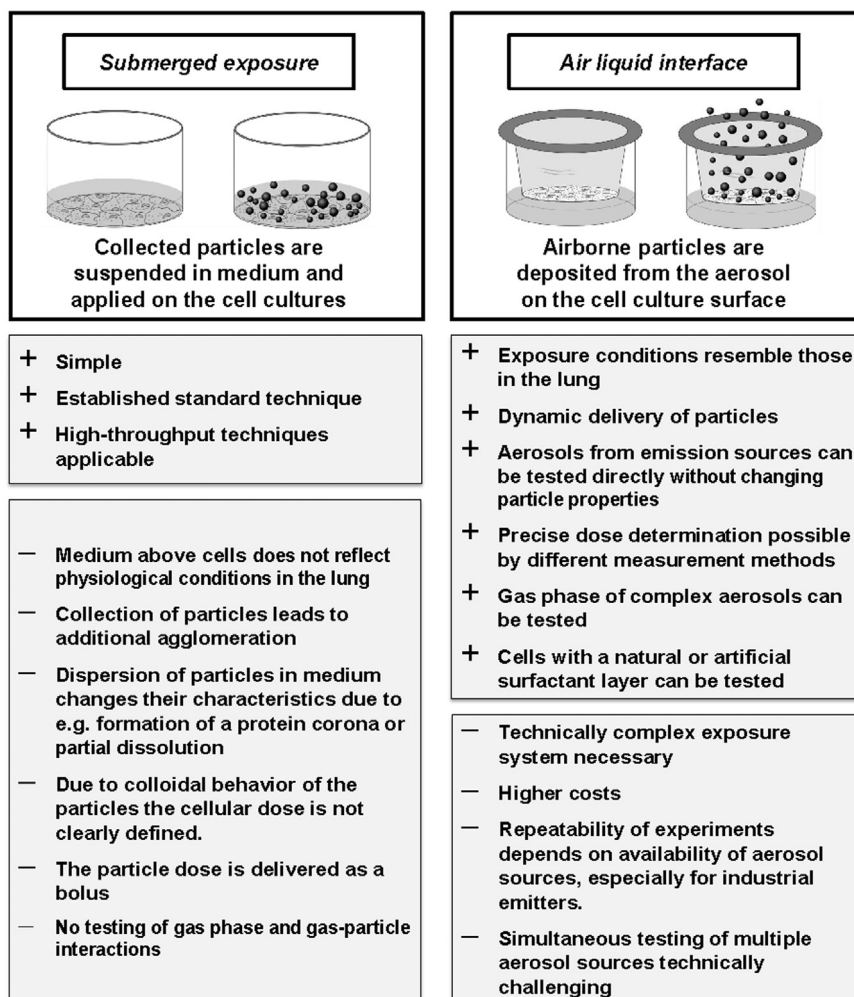 Submerged exposure
Collected particles are
suspended in medium and
applied on the cell cultures
+ Simple
+ Established standard technique
+ High-throughput techniques
applicable
– Medium above cells does not reflect
physiological conditions in the lung
– Collection of particles leads to
additional agglomeration
– Dispersion of particles in medium
changes their characteristics due to
e.g. formation of a protein corona or
partial dissolution
– Due to colloidal behavior of the
particles the cellular dose is not
clearly defined.
– The particle dose is delivered as a
bolus
– No testing of gas phase and gas-particle
interactions
Air liquid interface
Airborne particles are
deposited from the aerosol
on the cell culture surface
+ Exposure conditions resemble those
in the lung
+ Dynamic delivery of particles
+ Aerosols from emission sources can
be tested directly without changing
particle properties
+ Precise dose determination possible
by different measurement methods
+ Gas phase of complex aerosols can
be tested
+ Cells with a natural or artificial
surfactant layer can be tested
– Technically complex exposure
system necessary
– Higher costs
– Repeatability of experiments
depends on availability of aerosol
sources, especially for industrial
emitters.
– Simultaneous testing of multiple
aerosol sources technically
challenging